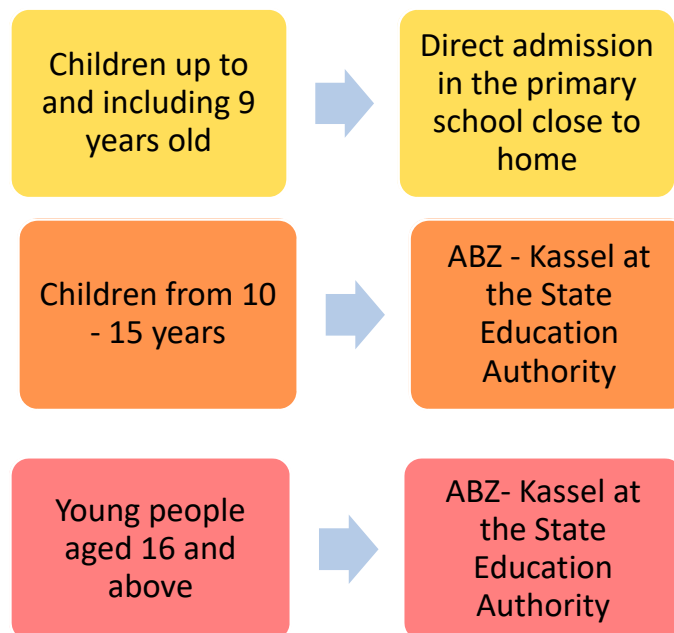 Children up to
and including 9
years old
Direct admission
in the primary
school close to
home
Children from 10
- 15 years
ABZ - Kassel at
the State
Education
Authority
Young people
aged 16 and
above
ABZ- Kassel at
the State
Education
Authority